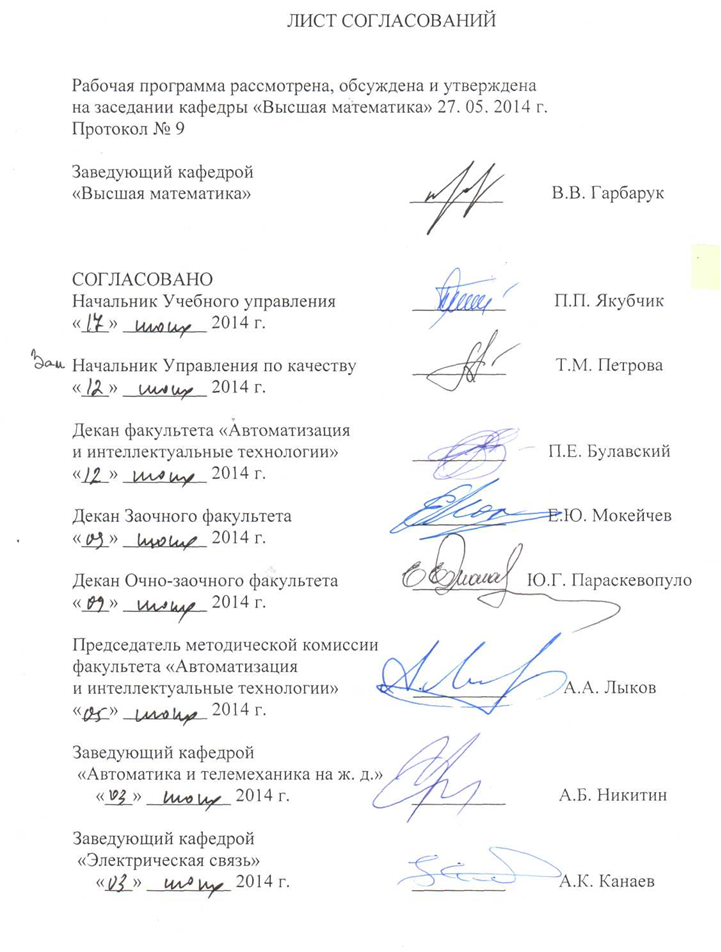 ЛИСТ СОГЛАСОВАНИЙ
Рабочая программа рассмотрена, обсуждена и утверждена
на заседании кафедры «Высшая математика» 27. 05. 2014 г.
Протокол № 9
Заведующий кафедрой
«Высшая математика» В.В. Гарбарук
СОГЛАСОВАНО
Начальник Учебного управления П.П. Якубчик
«17» июня 2014 г.
Зам Начальник Управления по качеству Т.М. Петрова
«12» июня 2014 г.
Декан факультета «Автоматизация
и интеллектуальные технологии» П.Е. Булавский
«12» июня 2014 г.
Декан Заочного факультета Е.Ю. Мокейчев
«09» июня 2014 г.
Декан Очно-заочного факультета Ю.Г. Параскевопуло
«09» июня 2014 г.
Председатель методической комиссии
факультета «Автоматизация
и интеллектуальные технологии» А.А. Лыков
«05» июня 2014 г.
Заведующий кафедрой
«Автоматика и телемеханика на ж. д.» А.Б. Никитин
«03» июня 2014 г.
Заведующий кафедрой
«Электрическая связь» А.К. Канаев
«03» июня 2014 г.